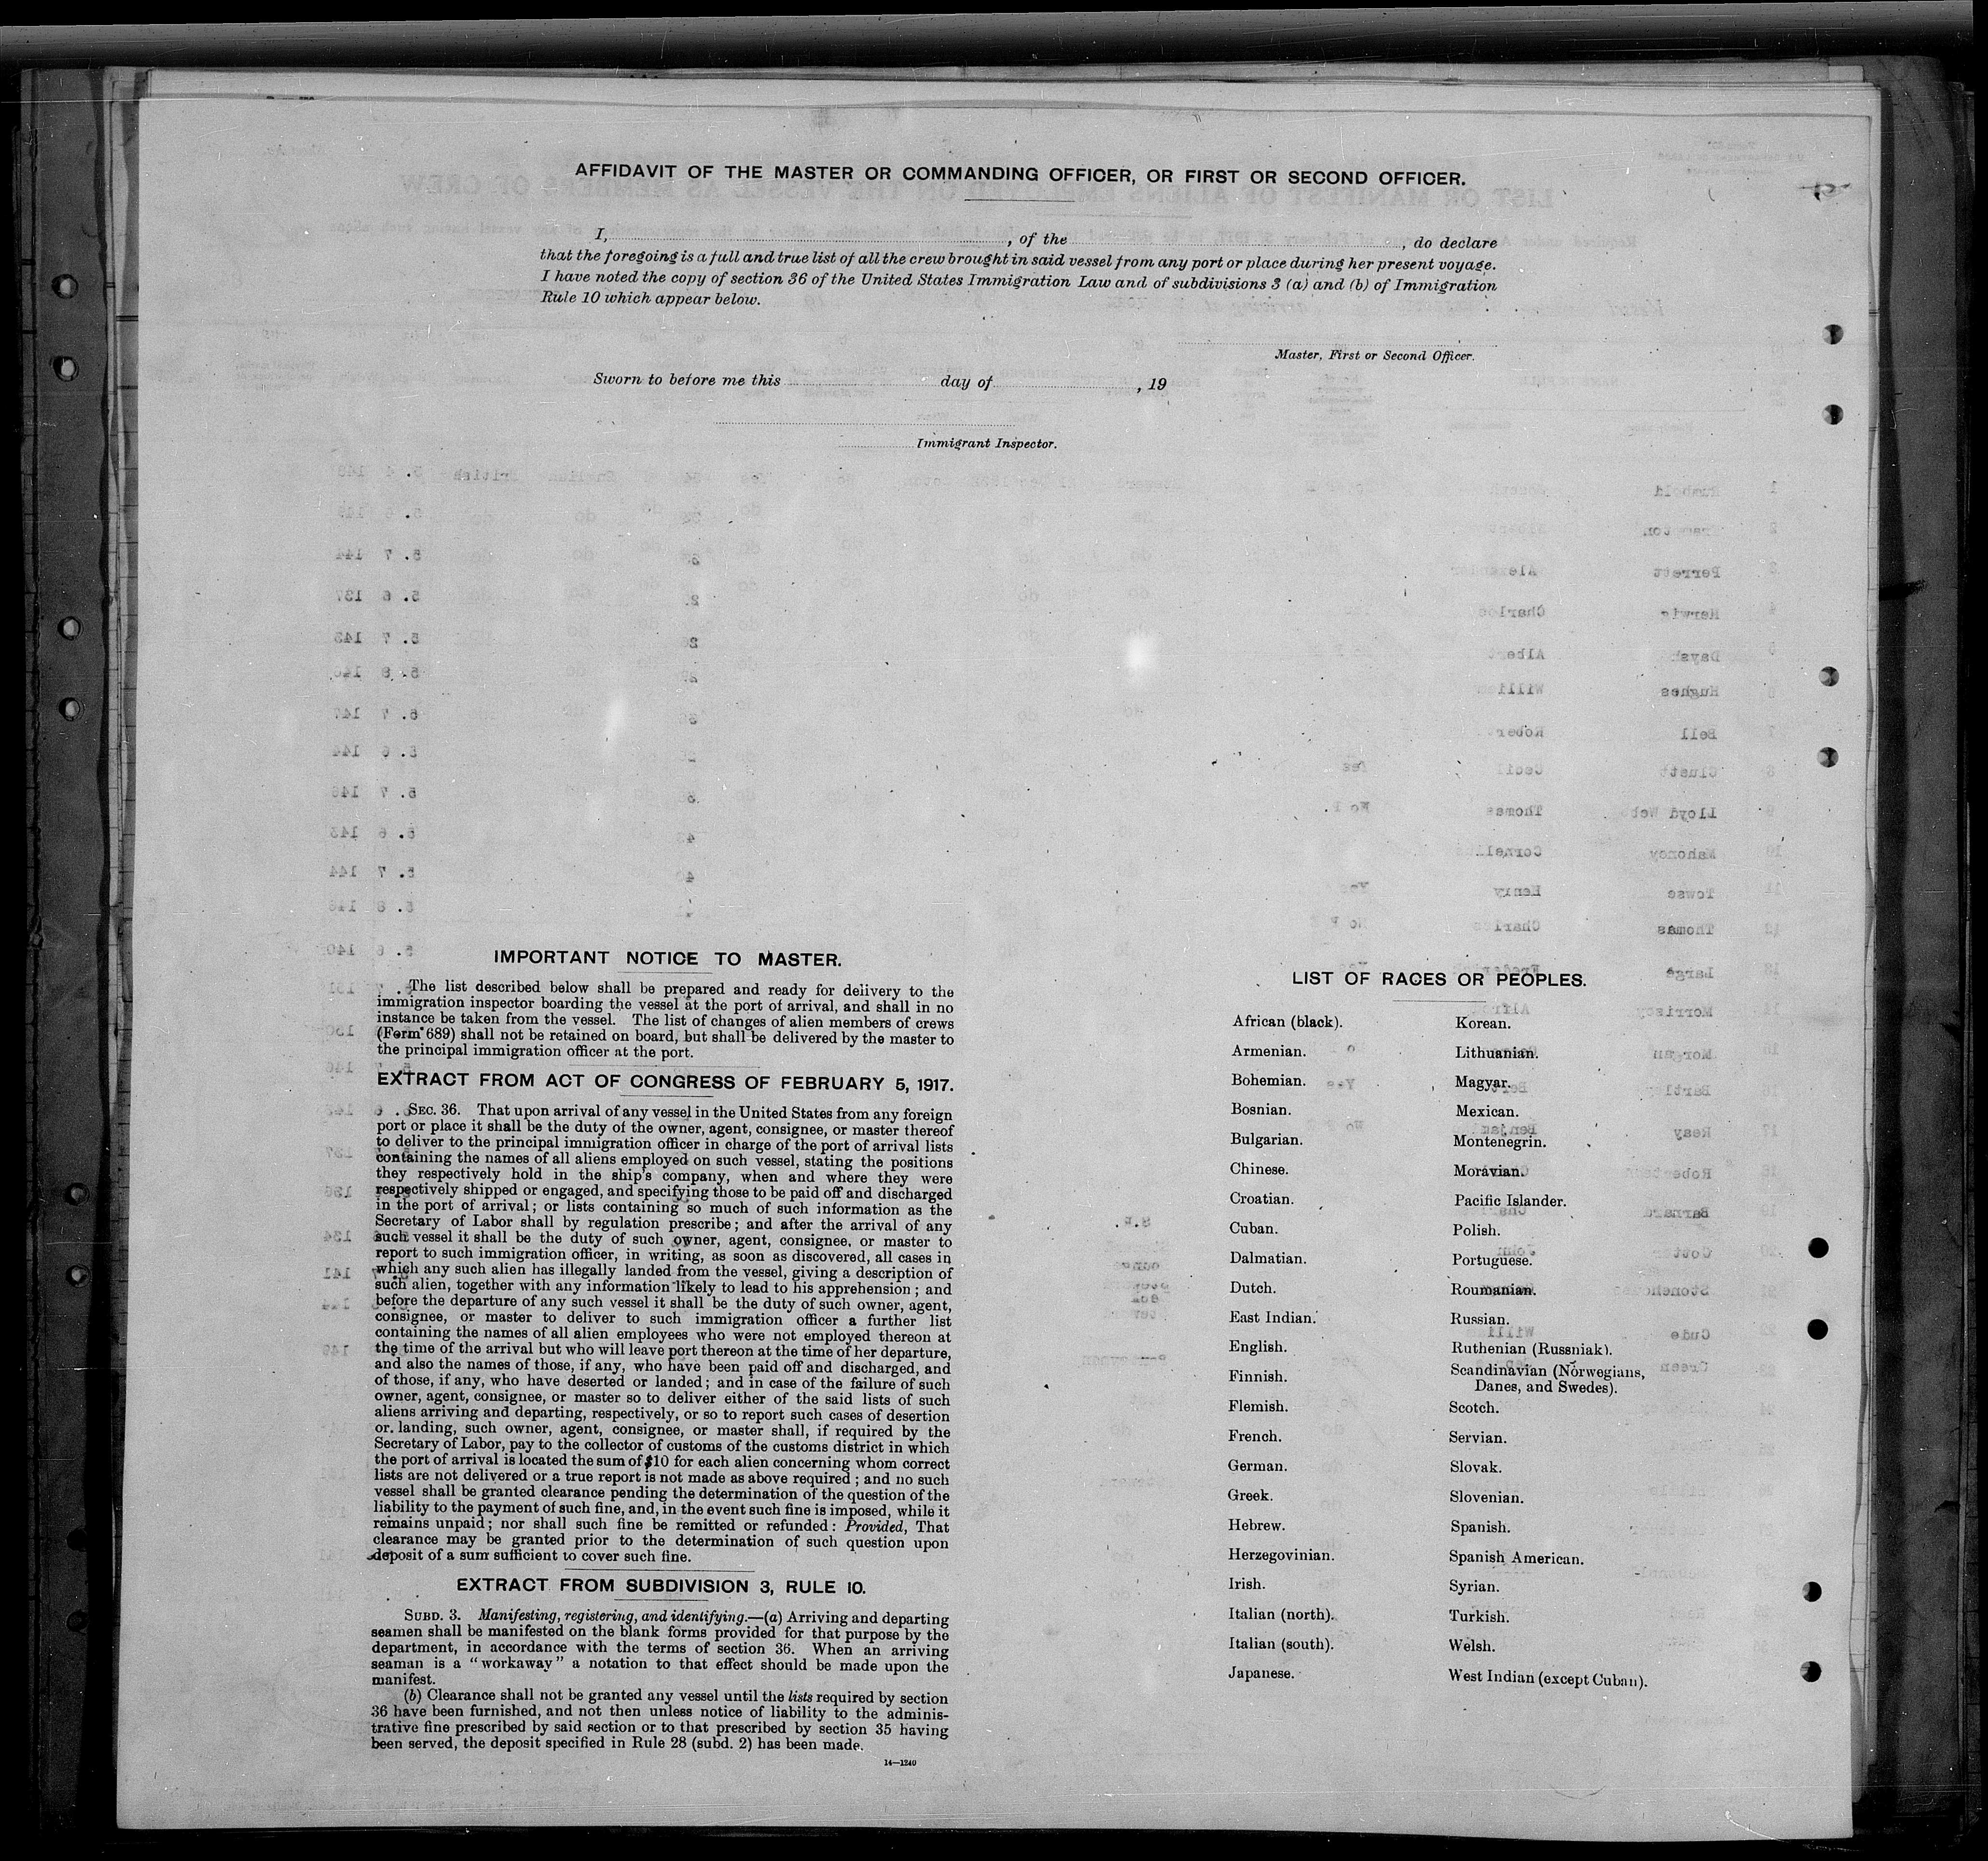 AFFIDAVIT OF THE MASTER OR COMMANDING OFFICER, OR FIRST OR SECOND OFFICER.
I, , of the , do declare
that the foregoing is a full and true list of all the crew brought in said vessel from any port or place during her present voyage.
I have noted the copy of section 36 of the United States Immigration Law and of subdivisions 3 (a) and (b) of Immigration
Rule 10 which appear below.
Master, First or Second Officer.
Sworn to before me this day of , 19
Immigrant Inspector.
IMPORTANT NOTICE TO MASTER.
The list described below shall be prepared and ready for delivery to the
immigration inspector boarding the vessel at the port of arrival, and shall in no
instance be taken from the vessel. The list of changes of alien members of crews
(Form 689) shall not be retained on board, but shall be delivered by the master to
the principal immigration officer at the port.
EXTRACT FROM ACT OF CONGRESS OF FEBRUARY 5, 1917.
SEC. 36. That upon arrival of any vessel in the United States from any foreign
port or place it shall be the duty of the owner, agent, consignee, or master thereof
to deliver to the principal immigration officer in charge of the port of arrival lists
containing the names of all aliens employed on such vessel, stating the positions
they respectively hold in the ship's company, when and where they were
respectively shipped or engaged, and specifying those to be paid off and discharged
in the port of arrival; or lists containing so much of such information as the
Secretary of Labor shall by regulation prescribe; and after the arrival of any
such vessel it shall be the duty of such owner, agent, consignee, or master to
report to such immigration officer, in writing, as soon as discovered, all cases in
which any such alien has illegally landed from the vessel, giving a description of
such alien, together with any information likely to lead to his apprehension; and
before the departure of any such vessel it shall be the duty of such owner, agent,
consignee, or master to deliver to such immigration officer a further list
containing the names of all alien employees who were not employed thereon at
the time of the arrival but who will leave port thereon at the time of her departure,
and also the names of those, if any, who have been paid off and discharged, and
of those, if any, who have deserted or landed; and in case of the failure of such
owner, agent, consignee, or master so to deliver either of the said lists of such
aliens arriving and departing, respectively, or so to report such cases of desertion
or landing, such owner, agent, consignee, or master shall, if required by the
Secretary of Labor, pay to the collector of customs of the customs district in which
the port of arrival is located the sum of $10 for each alien concerning whom correct
lists are not delivered or a true report is not made as above required; and no such
vessel shall be granted clearance pending the determination of the question of the
liability to the payment of such fine, and, in the event such fine is imposed, while it
remains unpaid; nor shall such fine be remitted or refunded: Provided, That
clearance may be granted prior to the determination of such question upon
deposit of a sum sufficient to cover such fine.
EXTRACT FROM SUBDIVISION 3, RULE 10.
SUBD. 3. Manifesting, registering, and identifying.—(a) Arriving and departing
seamen shall be manifested on the blank forms provided for that purpose by the
department, in accordance with the terms of section 36. When an arriving
seaman is a "workaway" a notation to that effect should be made upon the
manifest.
(b) Clearance shall not be granted any vessel until the lists required by section
36 have been furnished, and not then unless notice of liability to the adminis-
trative fine prescribed by said section or to that prescribed by section 35 having
been served, the deposit specified in Rule 28 (subd. 2) has been made.
14—1240
LIST OF RACES OR PEOPLES.
African (black).
Armenian.
Bohemian.
Bosnian.
Bulgarian.
Chinese.
Croatian.
Cuban.
Dalmatian.
Dutch.
East Indian.
English.
Finnish.
Flemish.
French.
German.
Greek.
Hebrew.
Herzegovinian.
Irish.
Italian (north).
Italian (south).
Japanese.
Korean.
Lithuanian.
Magyar.
Mexican.
Montenegrin.
Moravian.
Pacific Islander.
Polish.
Portuguese.
Roumanian.
Russian.
Ruthenian (Russniak).
Scandinavian (Norwegians,
Danes, and Swedes).
Scotch.
Servian.
Slovak.
Slovenian.
Spanish.
Spanish American.
Syrian.
Turkish.
Welsh.
West Indian (except Cuban).